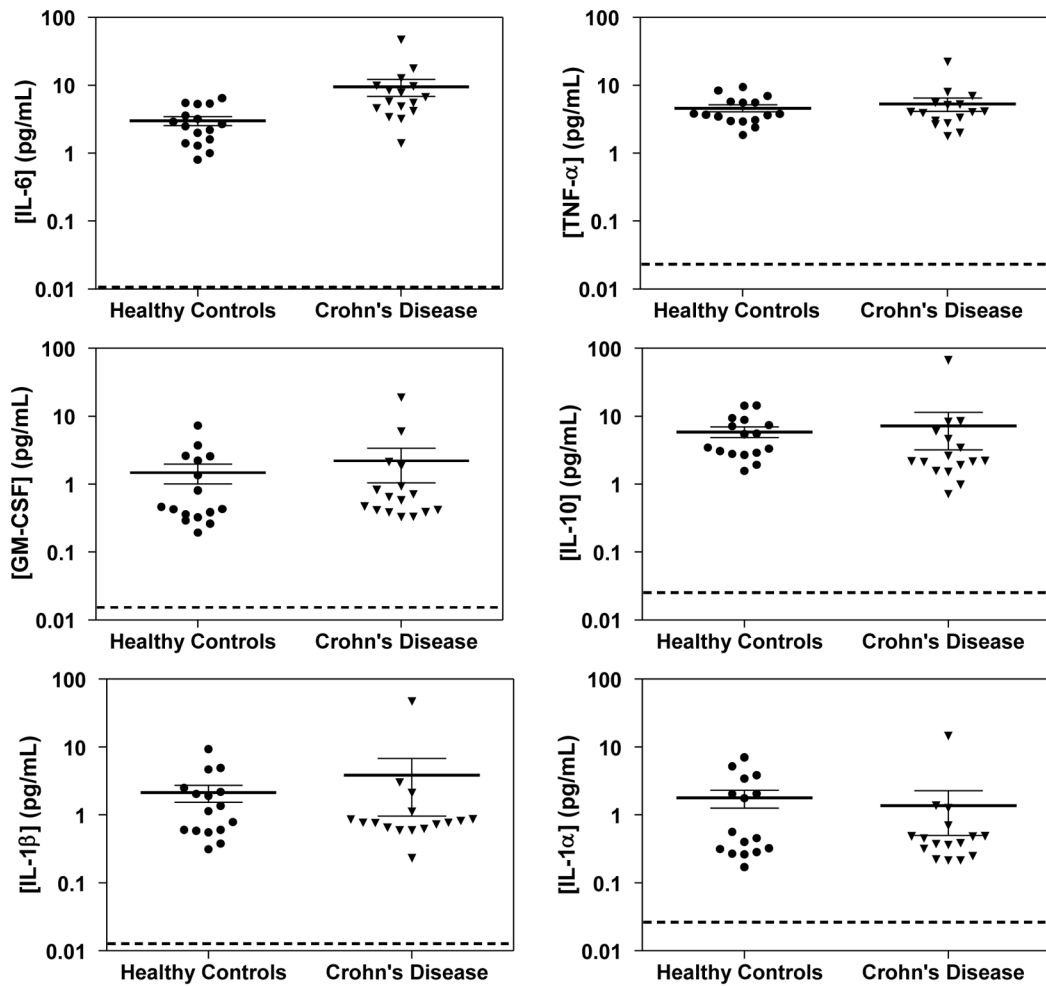 100
10
1
0.1
0.01
[IL-6] (pg/mL)
Healthy Controls
Crohn's Disease
100
10
1
0.1
0.01
[TNF-α] (pg/mL)
Healthy Controls
Crohn's Disease
100
10
1
0.1
0.01
[GM-CSF] (pg/mL)
Healthy Controls
Crohn's Disease
100
10
1
0.1
0.01
[IL-10] (pg/mL)
Healthy Controls
Crohn's Disease
100
10
1
0.1
0.01
[IL-1β] (pg/mL)
Healthy Controls
Crohn's Disease
100
10
1
0.1
0.01
[IL-1α] (pg/mL)
Healthy Controls
Crohn's Disease